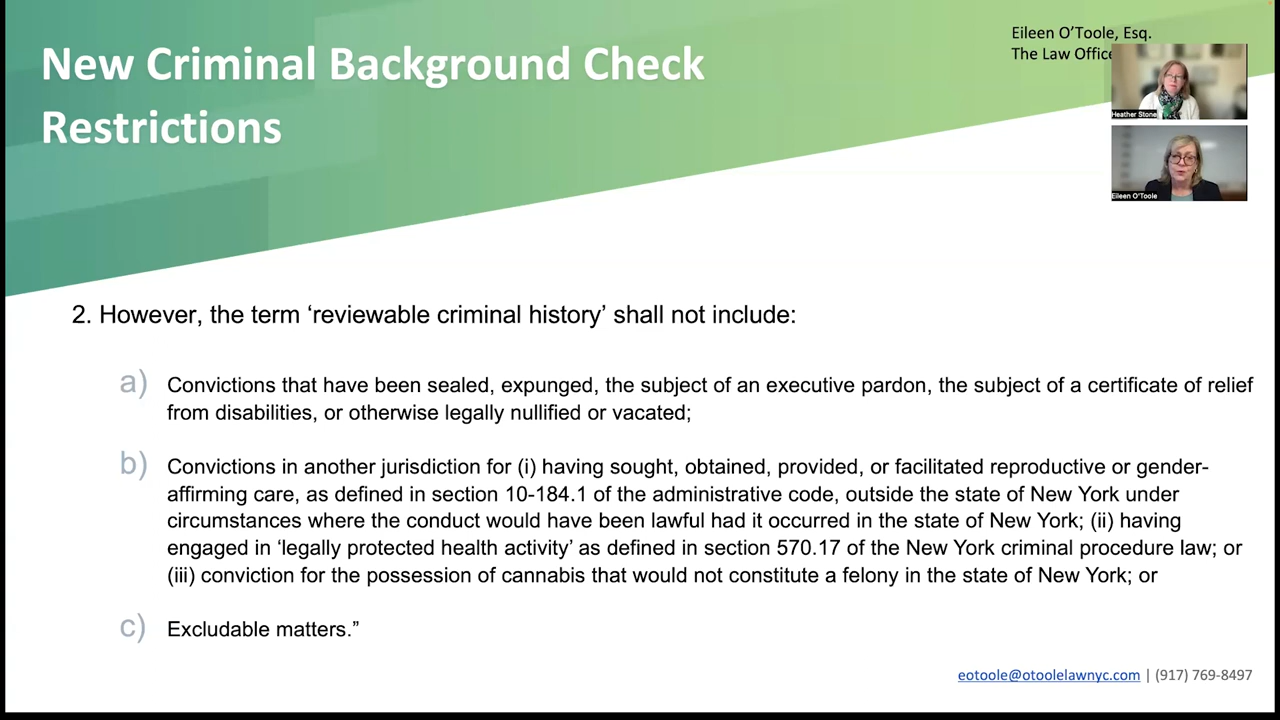 New Criminal Background Check
Restrictions
Eileen O’Toole, Esq.
The Law Office
Heather Stone
Eileen O'Toole
2. However, the term ‘reviewable criminal history’ shall not include:
a) Convictions that have been sealed, expunged, the subject of an executive pardon, the subject of a certificate of relief
from disabilities, or otherwise legally nullified or vacated;
b) Convictions in another jurisdiction for (i) having sought, obtained, provided, or facilitated reproductive or gender-
affirming care, as defined in section 10-184.1 of the administrative code, outside the state of New York under
circumstances where the conduct would have been lawful had it occurred in the state of New York; (ii) having
engaged in ‘legally protected health activity’ as defined in section 570.17 of the New York criminal procedure law; or
(iii) conviction for the possession of cannabis that would not constitute a felony in the state of New York; or
c) Excludable matters.”
eotoole@otoolelawnyc.com | (917) 769-8497